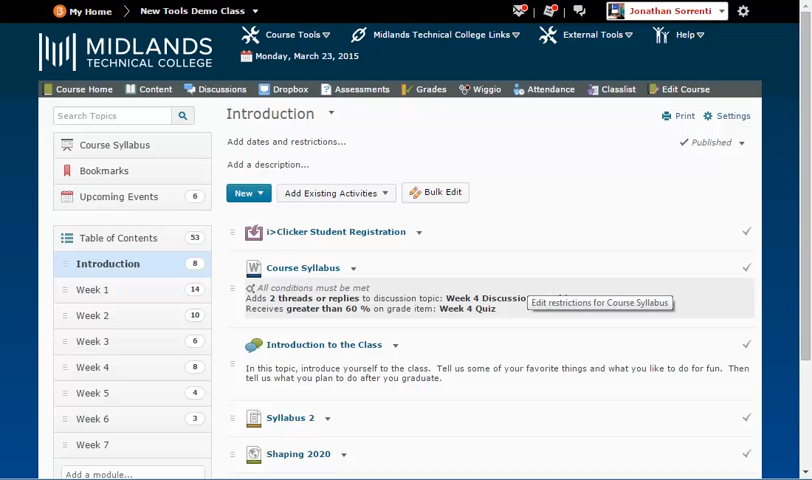 My Home
New Tools Demo Class
Jonathan Sorrenti
MIDLANDS
TECHNICAL COLLEGE
Course Tools
Midlands Technical College Links
External Tools
Help
Monday, March 23, 2015
Course Home
Content
Discussions
Dropbox
Assessments
Grades
Wiggio
Attendance
Classlist
Edit Course
Search Topics
Course Syllabus
Bookmarks
Upcoming Events 6
Table of Contents 53
Introduction 8
Week 1 14
Week 2 10
Week 3 6
Week 4 8
Week 5 4
Week 6 3
Week 7
Add a module...
Introduction
Print
Settings
Add dates and restrictions...
Published
Add a description...
New
Add Existing Activities
Bulk Edit
i>Clicker Student Registration
Course Syllabus
All conditions must be met
Adds 2 threads or replies to discussion topic: Week 4 Discussion
Edit restrictions for Course Syllabus
Receives greater than 60 % on grade item: Week 4 Quiz
Introduction to the Class
In this topic, introduce yourself to the class. Tell us some of your favorite things and what you like to do for fun. Then
tell us what you plan to do after you graduate.
Syllabus 2
Shaping 2020